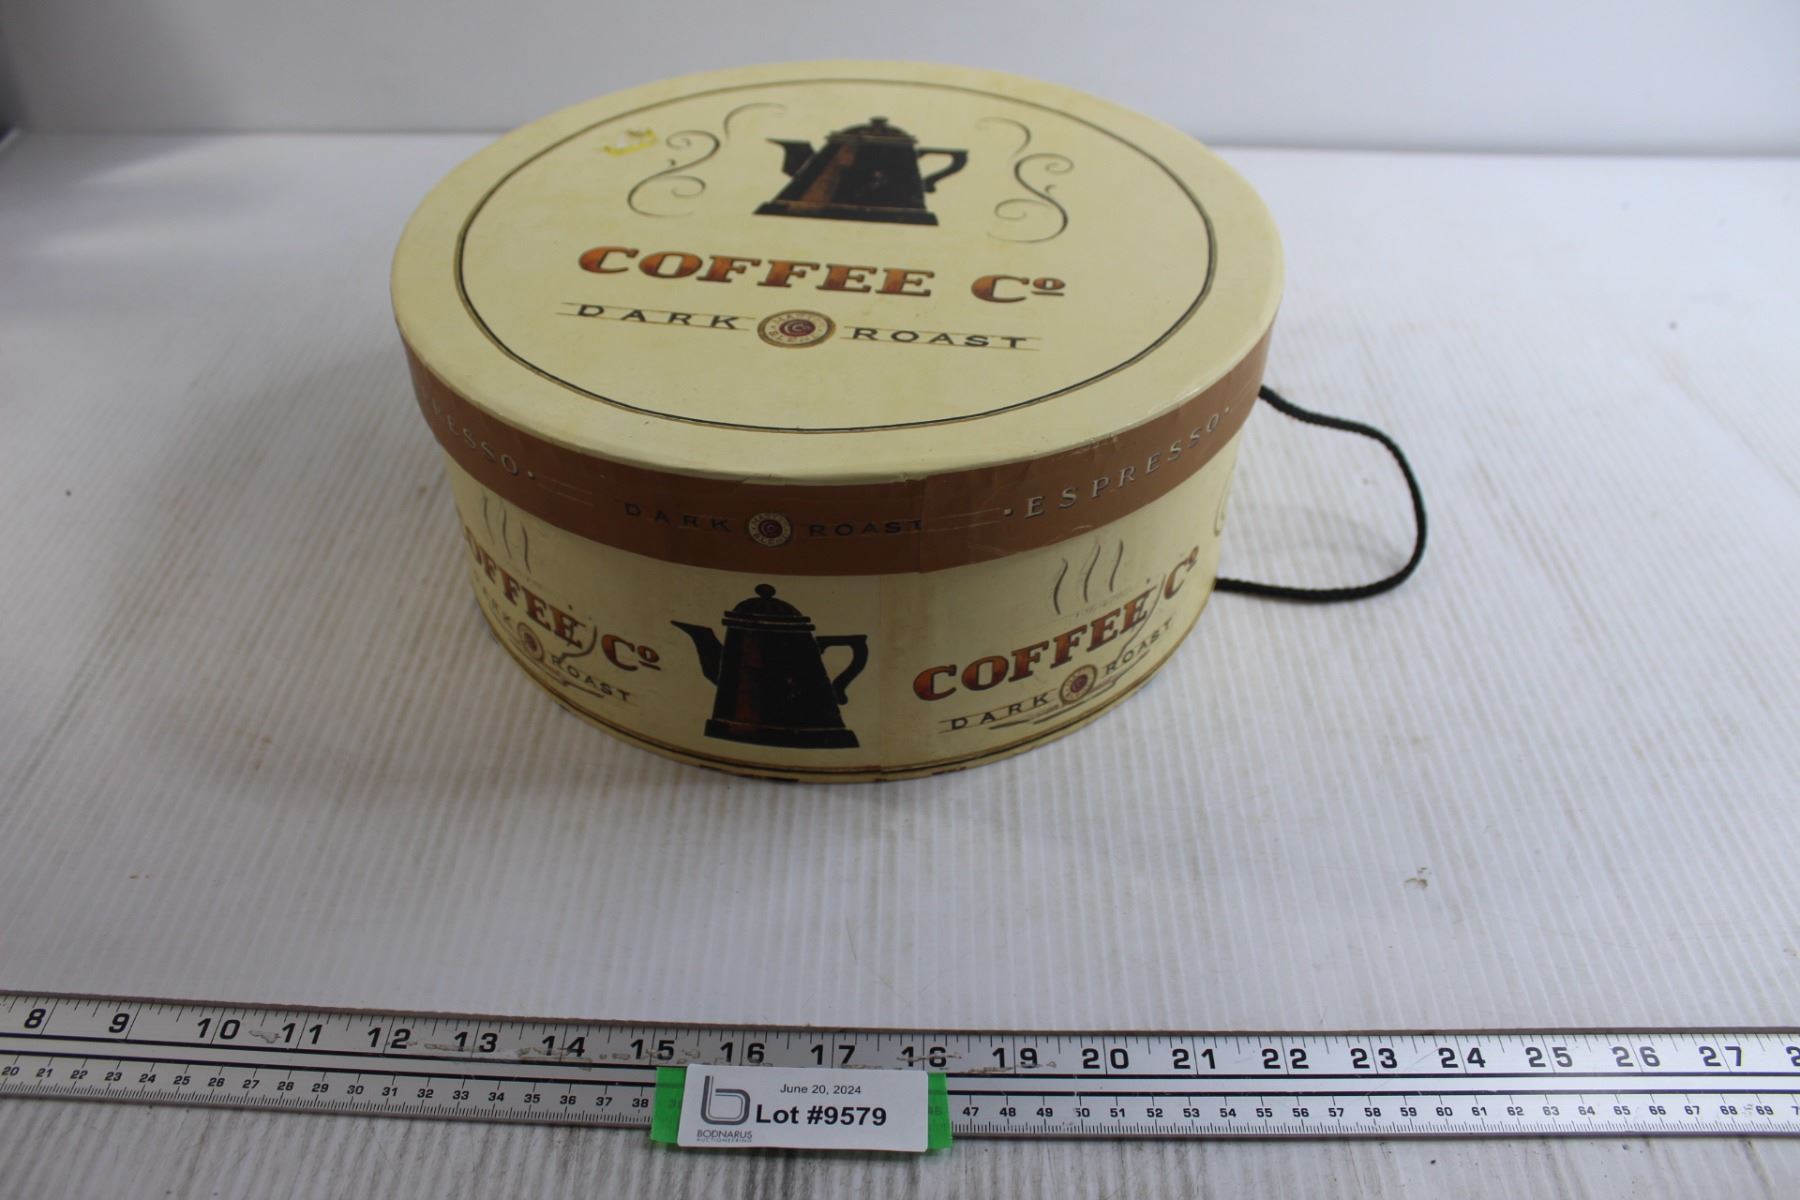 COFFEE Cº
DARK ROAST
ESPRESSO·
DARK ROAST
·ESPRESSO·
COFFEE Cº
DARK ROAST
COFFEE Cº
DARK ROAST
8 9 10 11 12 13 14 15 16 17 18 19 20 21 22 23 24 25 26 27
20 21 22 23 24 25 26 27 28 29 30 31 32 33 34 35 36 37 38 47 48 49 50 51 52 53 54 55 56 57 58 59 60 61 62 63 64 65 66 67 68 69
June 20, 2024
Lot #9579
BODNARUS
AUCTIONEERING